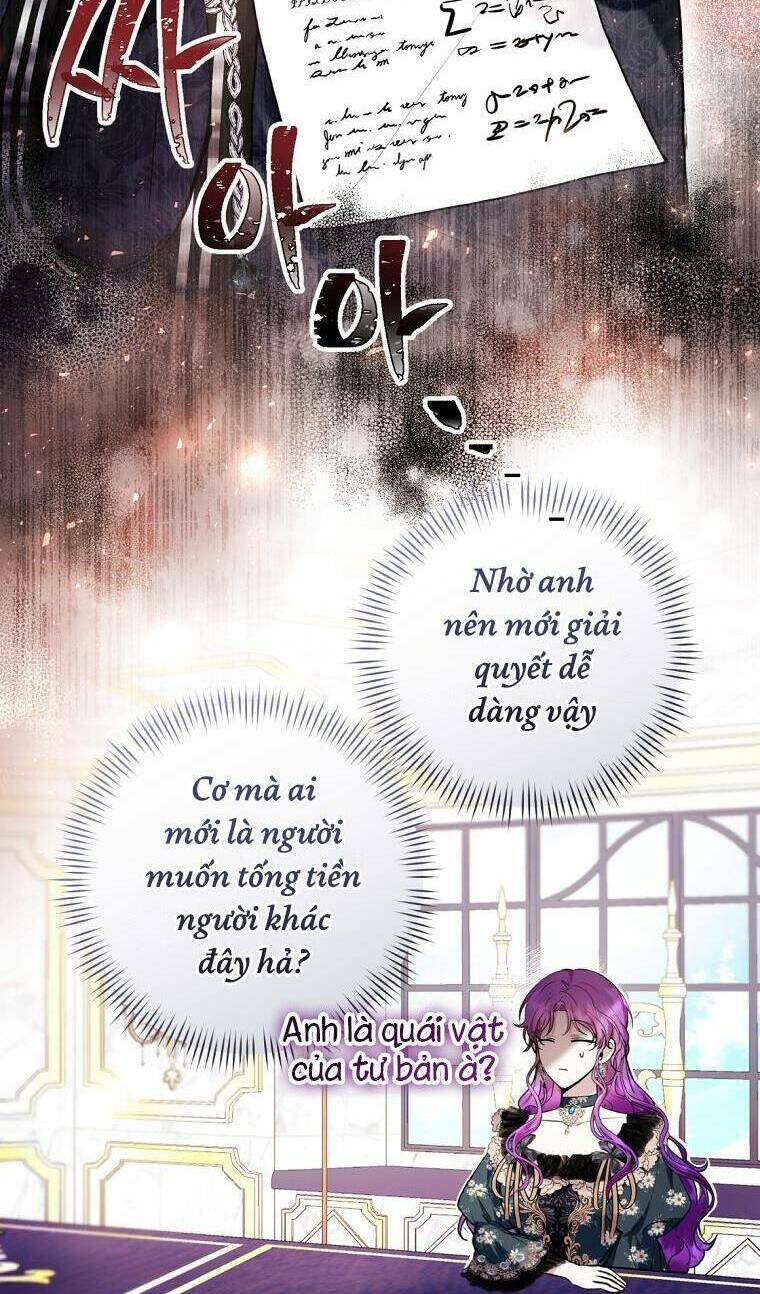 싸
아
아
Nhờ anh
nên mới giải
quyết dễ
dàng vậy
Cơ mà ai
mới là người
muốn tống tiền
người khác
đây hả?
Anh là quái vật
của tư bản à?